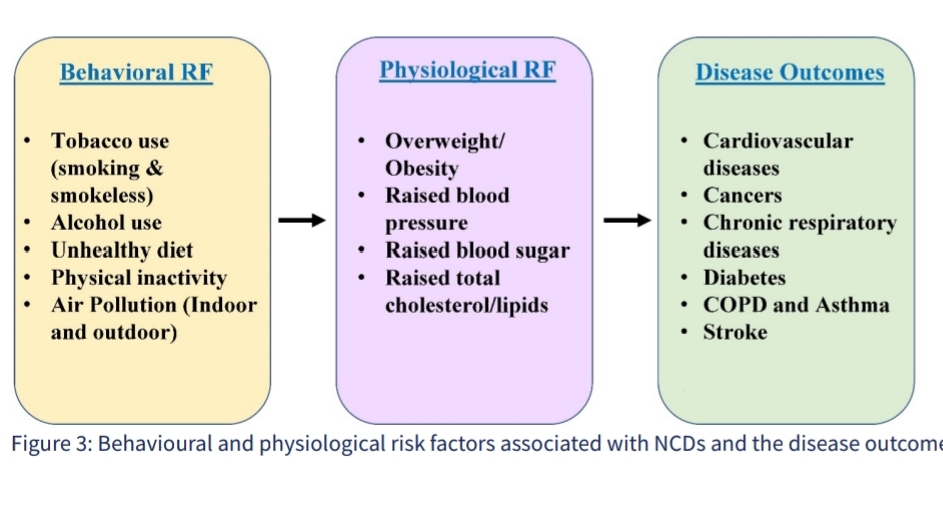 Behavioral RF
• Tobacco use
(smoking &
smokeless)
• Alcohol use
• Unhealthy diet
• Physical inactivity
• Air Pollution (Indoor
and outdoor)
Physiological RF
• Overweight/
Obesity
• Raised blood
pressure
• Raised blood sugar
• Raised total
cholesterol/lipids
Disease Outcomes
• Cardiovascular
diseases
• Cancers
• Chronic respiratory
diseases
• Diabetes
• COPD and Asthma
• Stroke
Figure 3: Behavioural and physiological risk factors associated with NCDs and the disease outcome